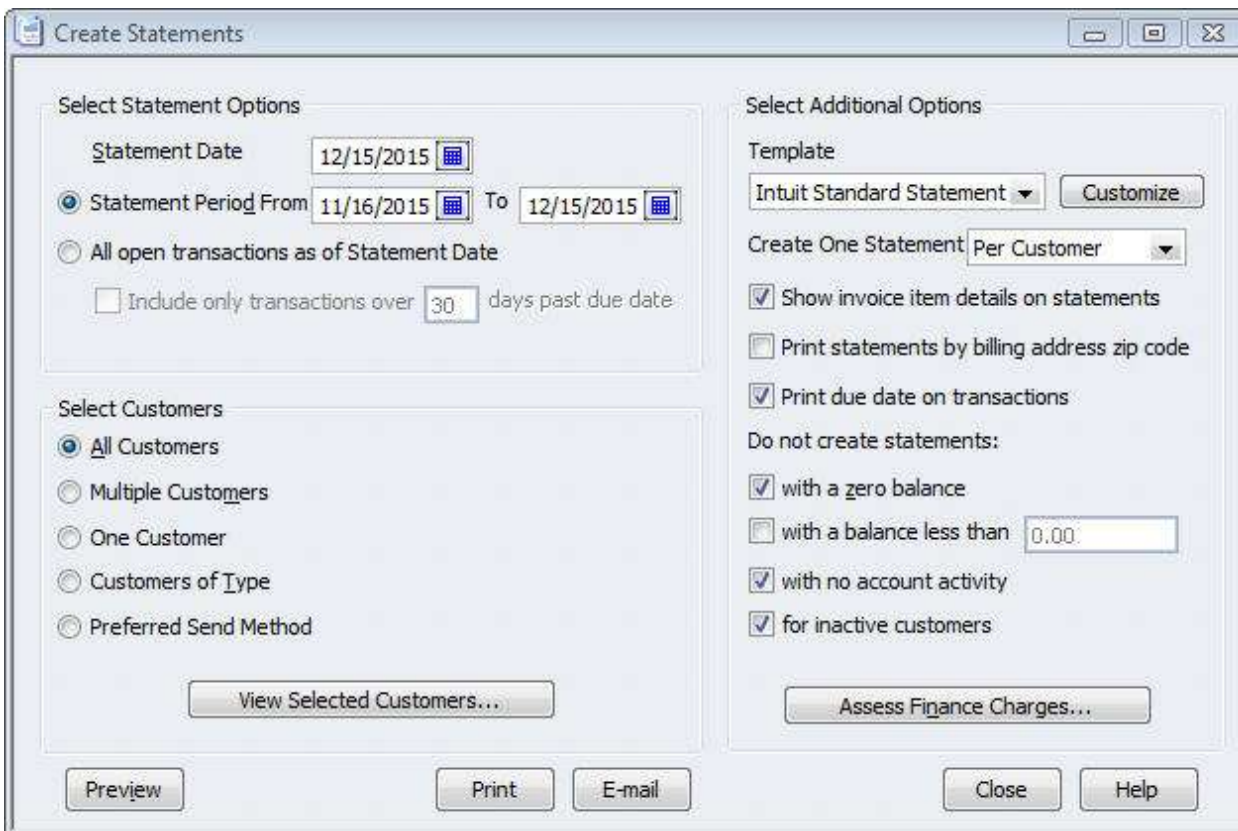 Create Statements
Select Statement Options
Statement Date 12/15/2015
Statement Period From 11/16/2015 To 12/15/2015
All open transactions as of Statement Date
Include only transactions over 30 days past due date
Select Customers
All Customers
Multiple Customers
One Customer
Customers of Type
Preferred Send Method
View Selected Customers...
Select Additional Options
Template
Intuit Standard Statement Customize
Create One Statement Per Customer
Show invoice item details on statements
Print statements by billing address zip code
Print due date on transactions
Do not create statements:
with a zero balance
with a balance less than 0.00
with no account activity
for inactive customers
Assess Finance Charges...
Preview Print E-mail Close Help